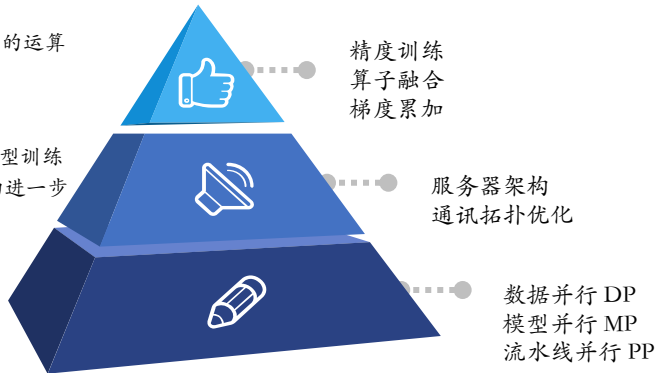 的运算
精度训练
算子融合
梯度累加
型训练
进一步
服务器架构
通讯拓扑优化
数据并行 DP
模型并行 MP
流水线并行 PP